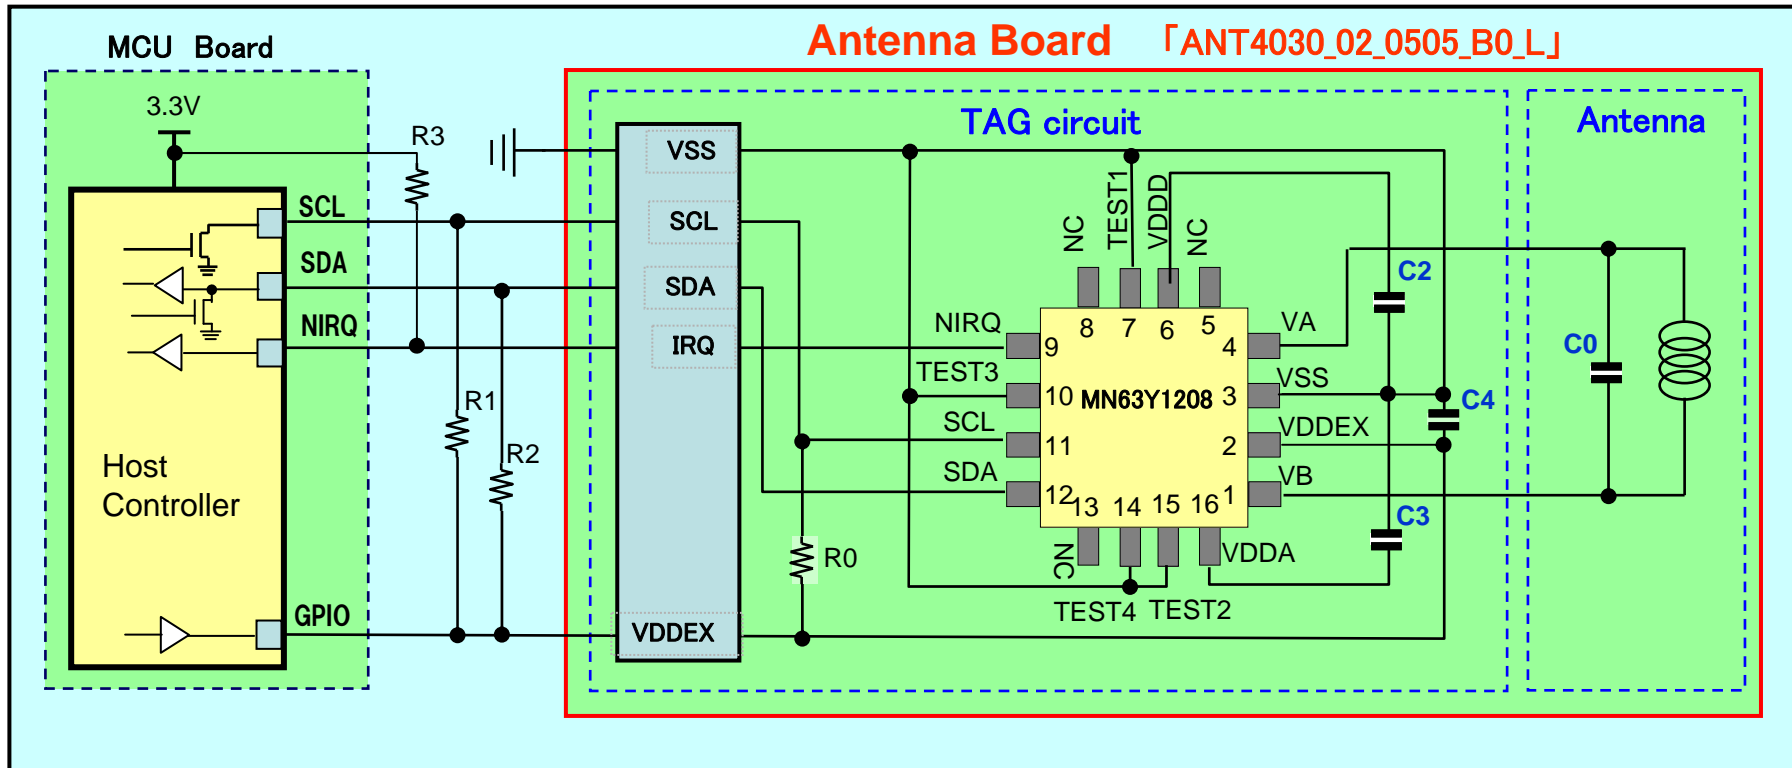 Antenna Board 「ANT4030_02_0505_B0_L」
MCU Board
3.3V
R3
SCL
SDA
NIRQ
R1
R2
Host
Controller
GPIO
VSS
SCL
SDA
IRQ
VDDEX
TAG circuit
Antenna
NC
TEST1
VDDD
NC
8
7
6
5
NIRQ
9
TEST3
10
SCL
11
SDA
12
MN63Y1208
4
VA
3
VSS
2
VDDEX
1
VB
13
14
15
16
NC
TEST4
TEST2
VDDA
R0
C2
C4
C3
C0